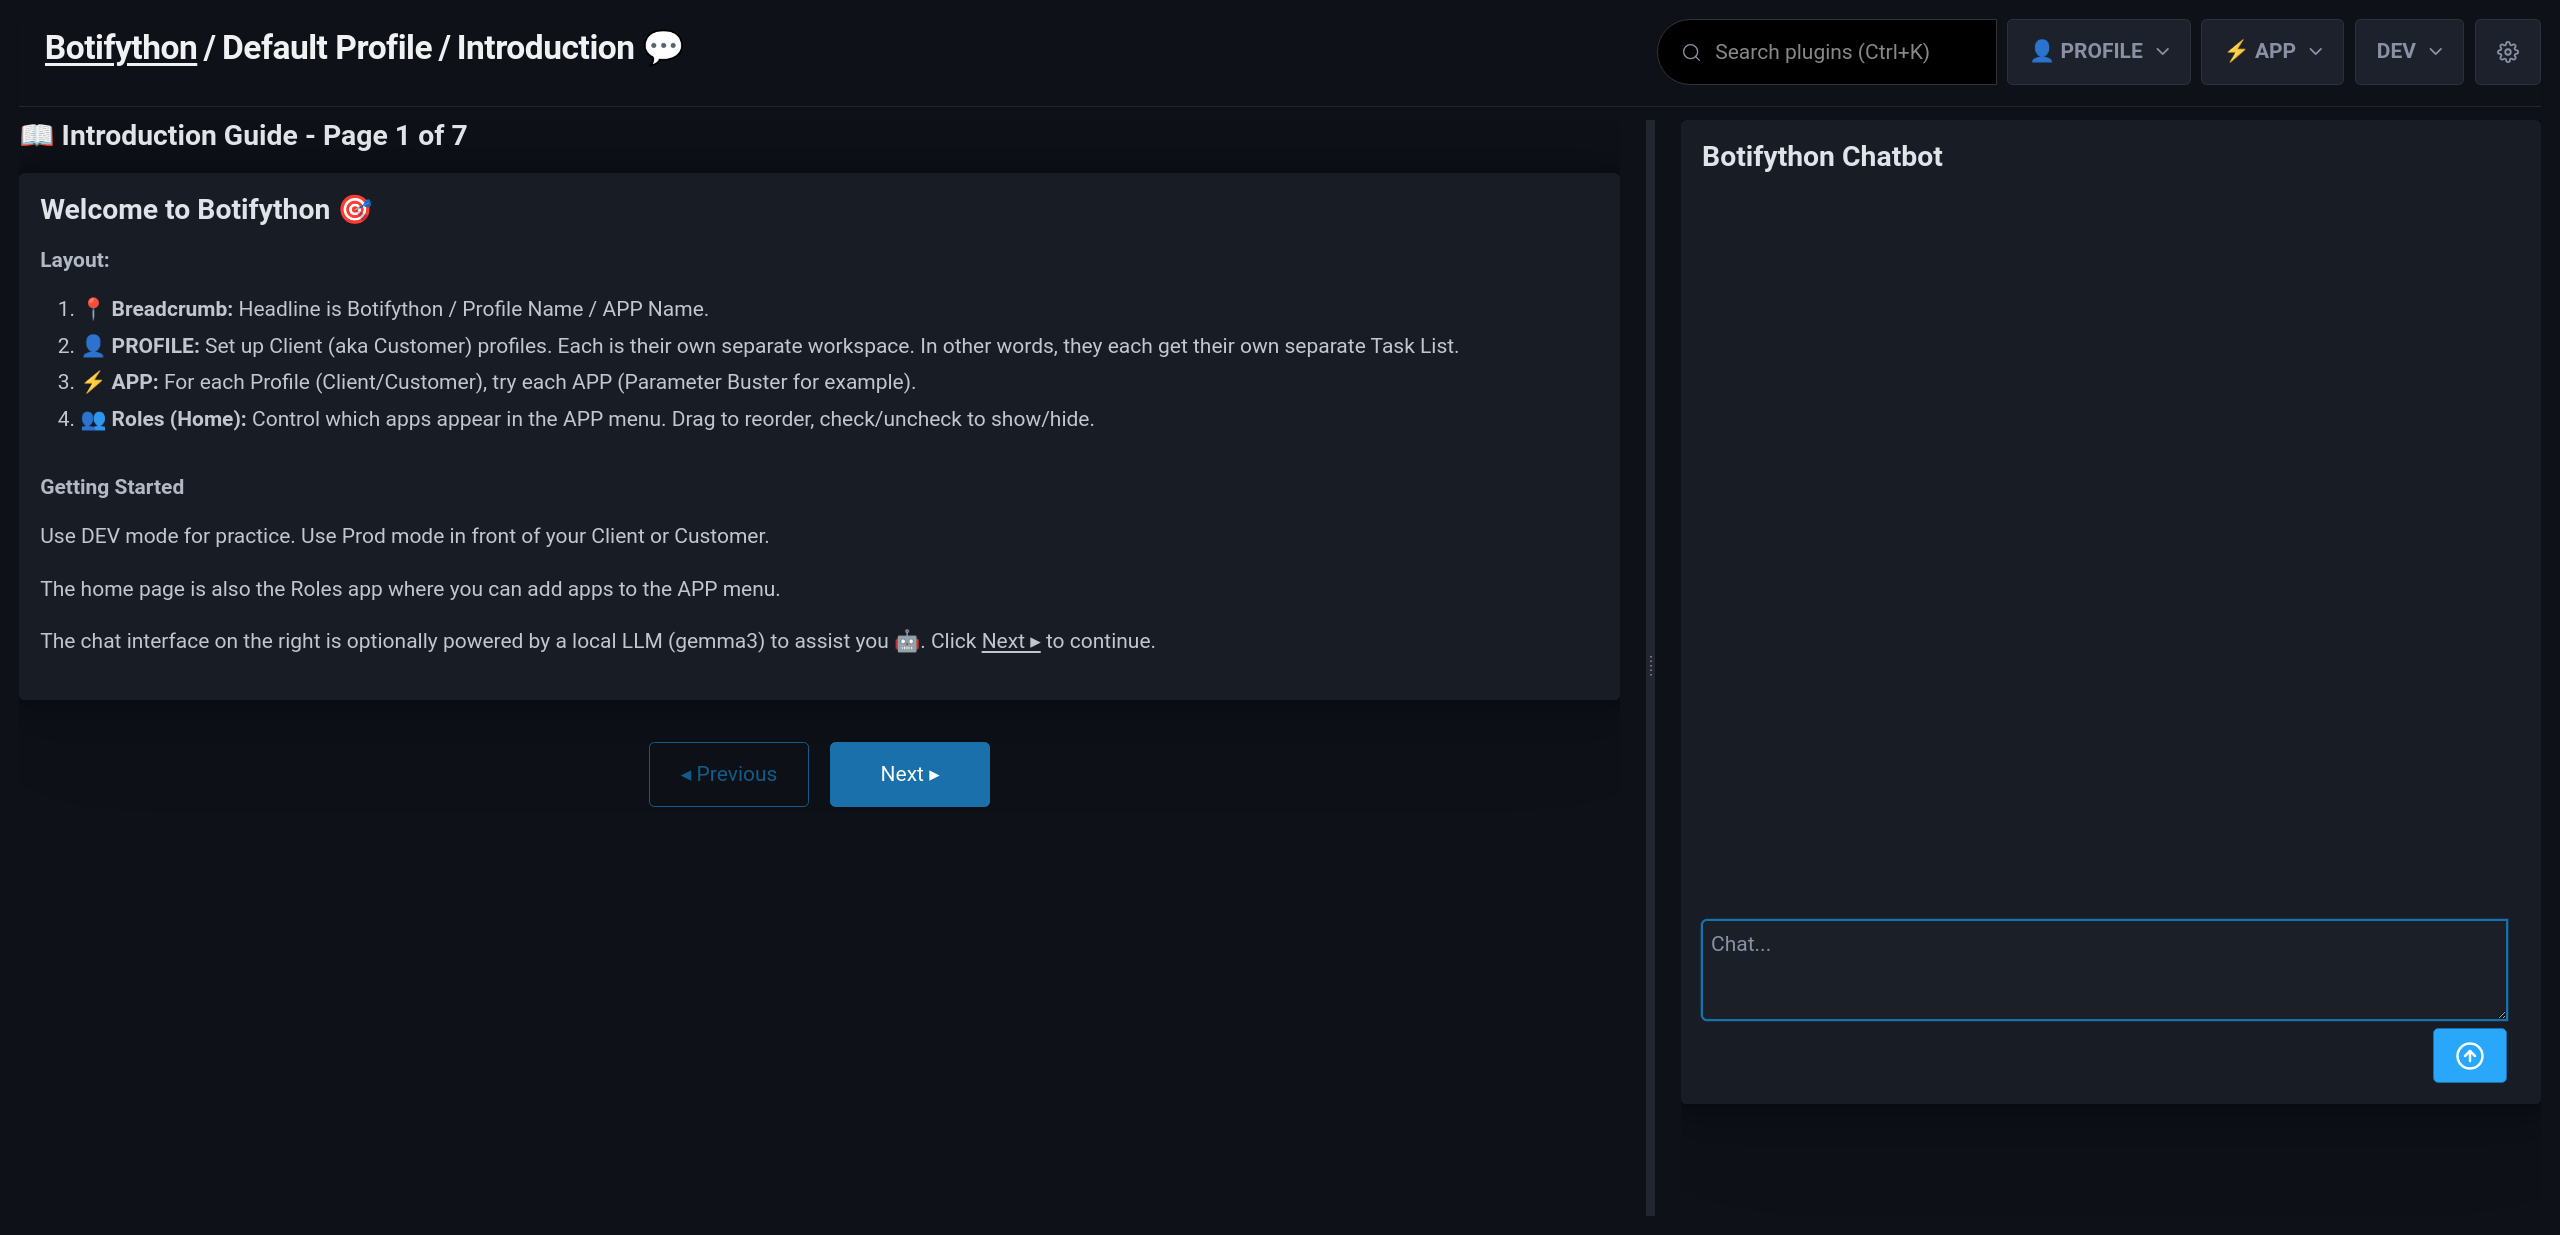 Botifython / Default Profile / Introduction 💬
Search plugins (Ctrl+K)
👤 PROFILE
⚡ APP
DEV
📖 Introduction Guide - Page 1 of 7
Welcome to Botifython 🎯
Layout:
1. 📍 Breadcrumb: Headline is Botifython / Profile Name / APP Name.
2. 👤 PROFILE: Set up Client (aka Customer) profiles. Each is their own separate workspace. In other words, they each get their own separate Task List.
3. ⚡ APP: For each Profile (Client/Customer), try each APP (Parameter Buster for example).
4. 👥 Roles (Home): Control which apps appear in the APP menu. Drag to reorder, check/uncheck to show/hide.
Getting Started
Use DEV mode for practice. Use Prod mode in front of your Client or Customer.
The home page is also the Roles app where you can add apps to the APP menu.
The chat interface on the right is optionally powered by a local LLM (gemma3) to assist you 🤖. Click Next ▸ to continue.
◂ Previous
Next ▸
Botifython Chatbot
Chat...